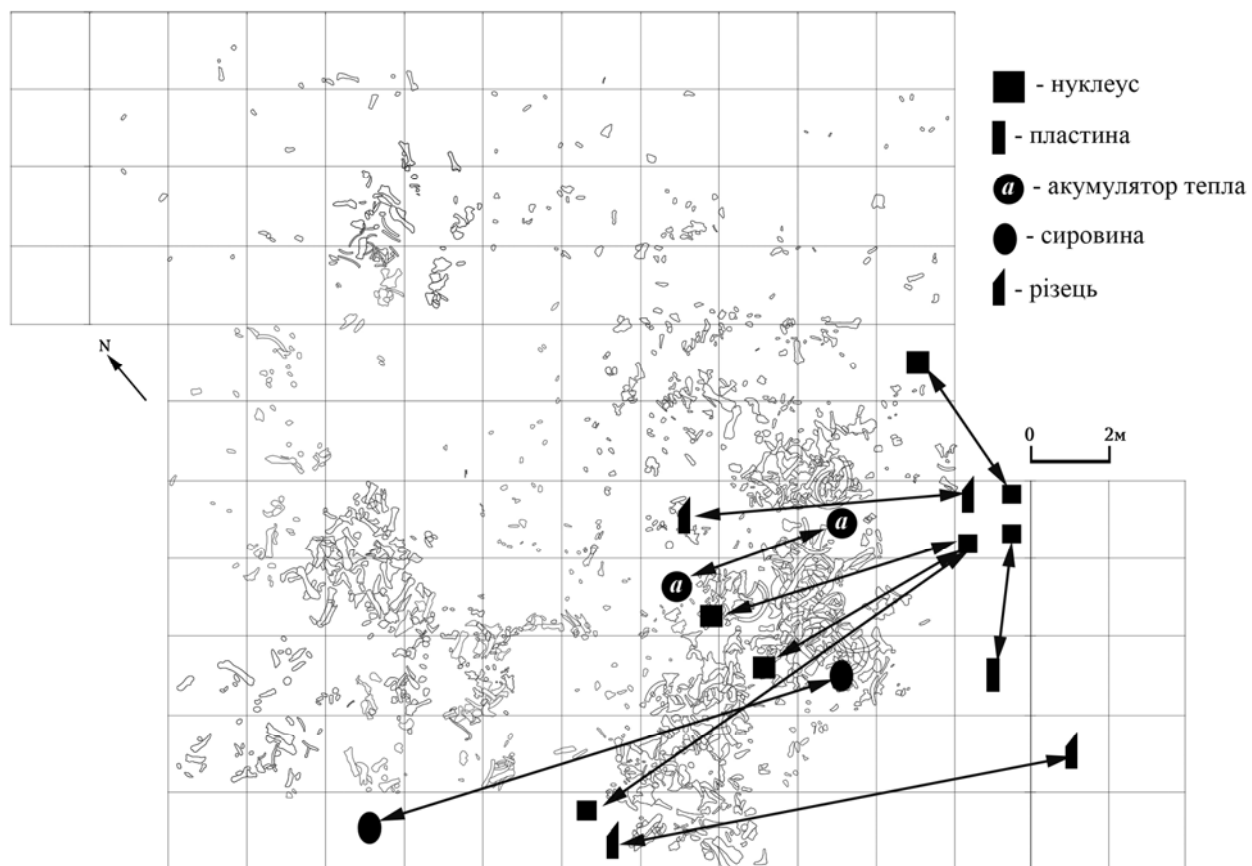 - нуклеус
- пластина
a - акумулятор тепла
- сировина
- різець
N
0 2м
a
a